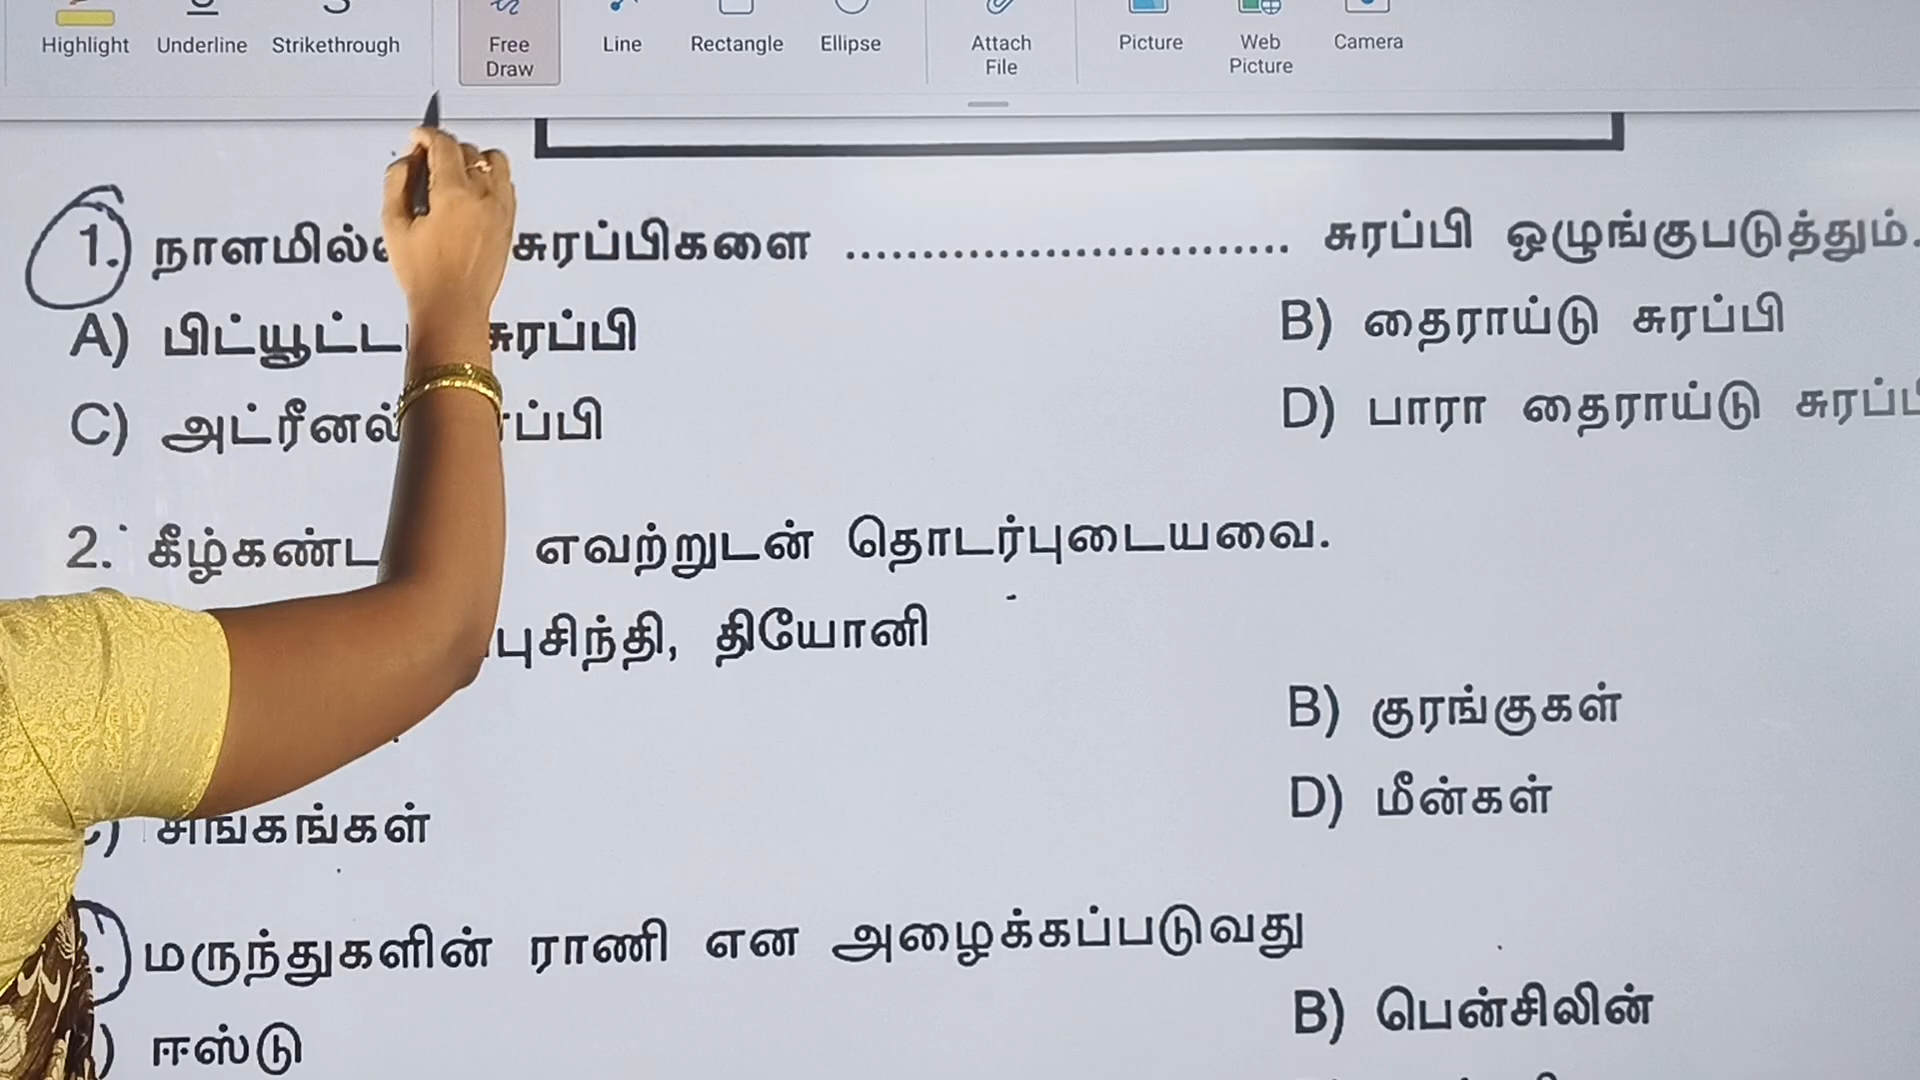 Highlight Underline Strikethrough Free Draw Line Rectangle Ellipse Attach File Picture Web Picture Camera
1. சுரப்பிகளை .............................. சுரப்பி ஒழுங்குபடுத்தும்.
A) சுரப்பி B) தைராய்டு சுரப்பி
C) அட்ரீனல் D) பாரா தைராய்டு
2. கீழ்கண்ட எவற்றுடன் தொடர்புடையவை.
தியோனி
B) குரங்குகள்
சிங்கங்கள் D) மீன்கள்
மருந்துகளின் ராணி என அழைக்கப்படுவது
B) பென்சிலின்
ஈஸ்டு